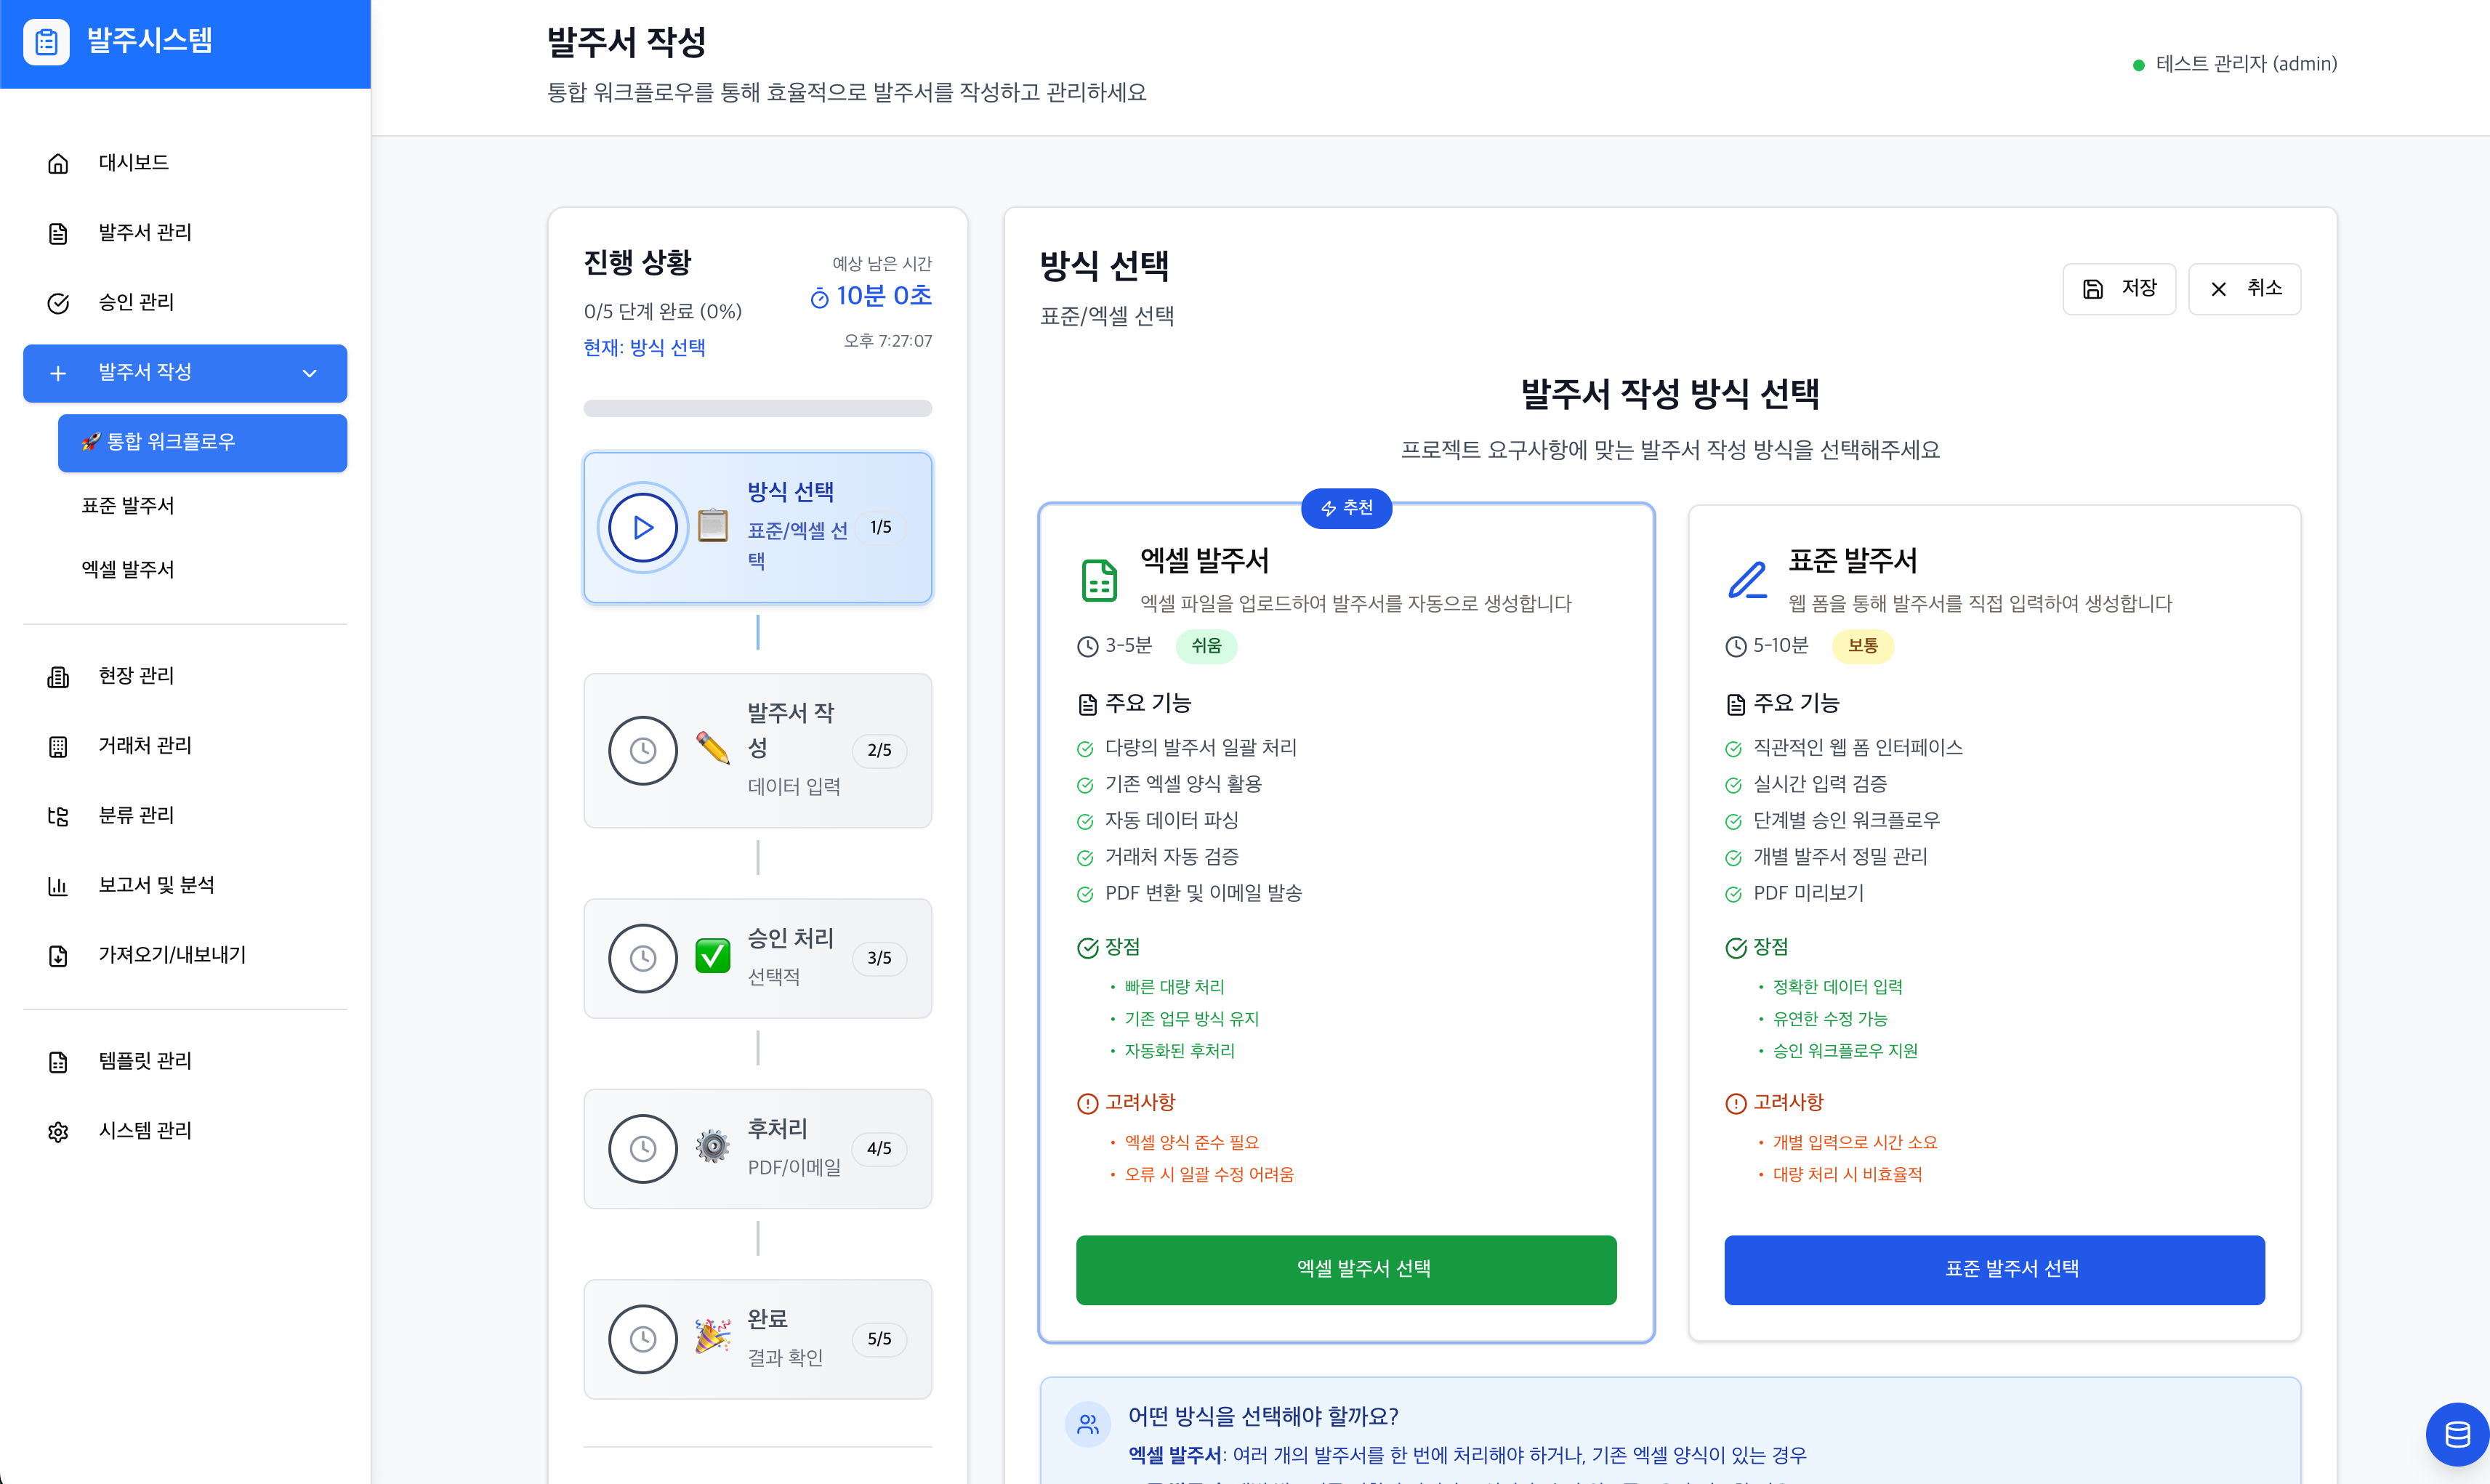 발주시스템
대시보드
발주서 관리
승인 관리
발주서 작성
🚀 통합 워크플로우
표준 발주서
엑셀 발주서
현장 관리
거래처 관리
분류 관리
보고서 및 분석
가져오기/내보내기
템플릿 관리
시스템 관리
발주서 작성
통합 워크플로우를 통해 효율적으로 발주서를 작성하고 관리하세요
테스트 관리자 (admin)
진행 상황
0/5 단계 완료 (0%)
현재: 방식 선택
예상 남은 시간
10분 0초
오후 7:27:07
방식 선택
표준/엑셀 선
택
1/5
발주서 작
성
데이터 입력
2/5
승인 처리
선택적
3/5
후처리
PDF/이메일
4/5
완료
결과 확인
5/5
방식 선택
표준/엑셀 선택
저장
취소
발주서 작성 방식 선택
프로젝트 요구사항에 맞는 발주서 작성 방식을 선택해주세요
추천
엑셀 발주서
엑셀 파일을 업로드하여 발주서를 자동으로 생성합니다
3-5분
쉬움
주요 기능
다량의 발주서 일괄 처리
기존 엑셀 양식 활용
자동 데이터 파싱
거래처 자동 검증
PDF 변환 및 이메일 발송
장점
• 빠른 대량 처리
• 기존 업무 방식 유지
• 자동화된 후처리
고려사항
• 엑셀 양식 준수 필요
• 오류 시 일괄 수정 어려움
엑셀 발주서 선택
표준 발주서
웹 폼을 통해 발주서를 직접 입력하여 생성합니다
5-10분
보통
주요 기능
직관적인 웹 폼 인터페이스
실시간 입력 검증
단계별 승인 워크플로우
개별 발주서 정밀 관리
PDF 미리보기
장점
• 정확한 데이터 입력
• 유연한 수정 가능
• 승인 워크플로우 지원
고려사항
• 개별 입력으로 시간 소요
• 대량 처리 시 비효율적
표준 발주서 선택
어떤 방식을 선택해야 할까요?
엑셀 발주서: 여러 개의 발주서를 한 번에 처리해야 하거나, 기존 엑셀 양식이 있는 경우